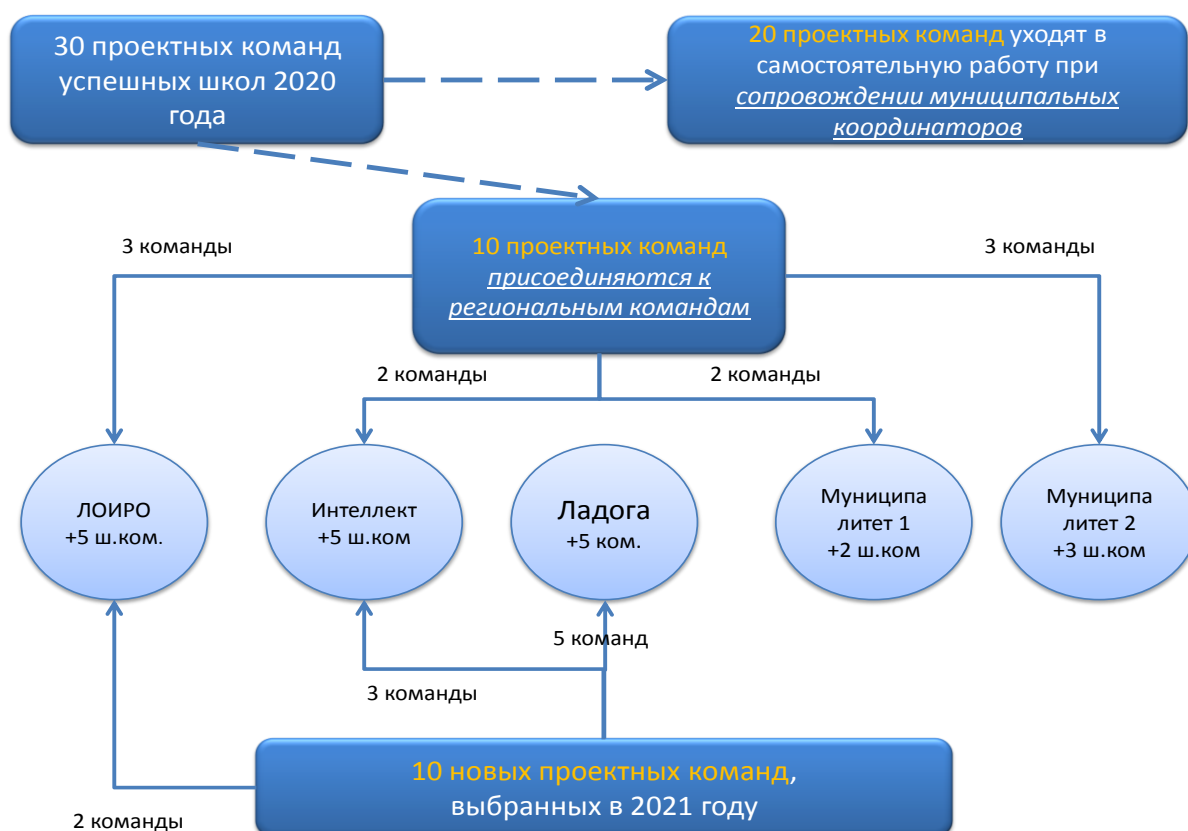 30 проектных команд
успешных школ 2020
года
20 проектных команд уходят в
самостоятельную работу при
сопровождении муниципальных
координаторов
10 проектных команд
присоединяются к
региональным командам
3 команды
3 команды
2 команды
2 команды
ЛОИРО
+5 ш.ком.
Интеллект
+5 ш.ком
Ладога
+5 ком.
Муниципа
литет 1
+2 ш.ком
Муниципа
литет 2
+3 ш.ком
5 команд
3 команды
10 новых проектных команд,
выбранных в 2021 году
2 команды